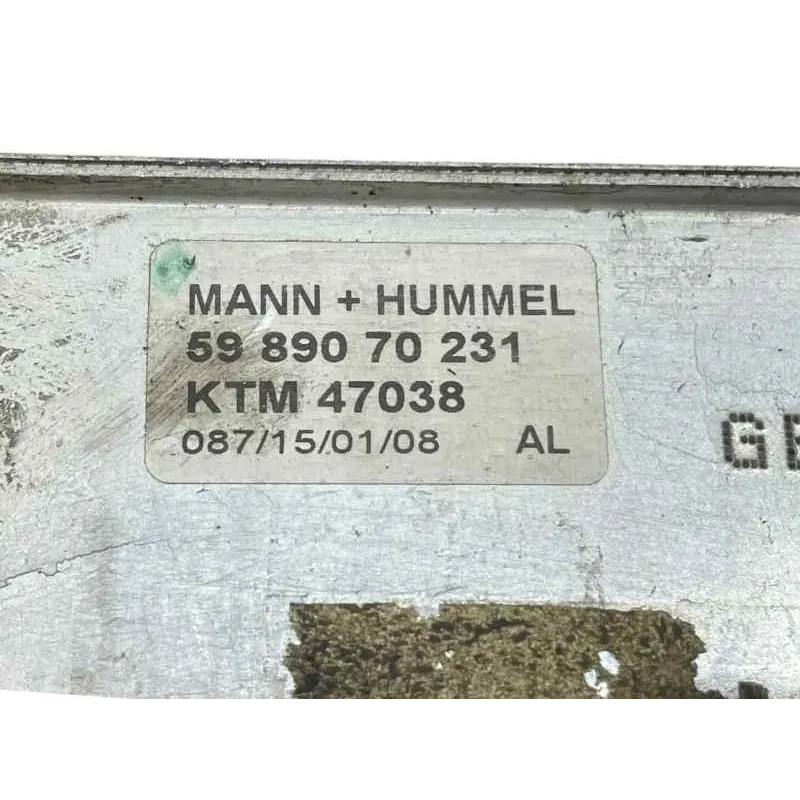 MANN + HUMMEL
59 890 70 231
KTM 47038
087/15/01/08 AL